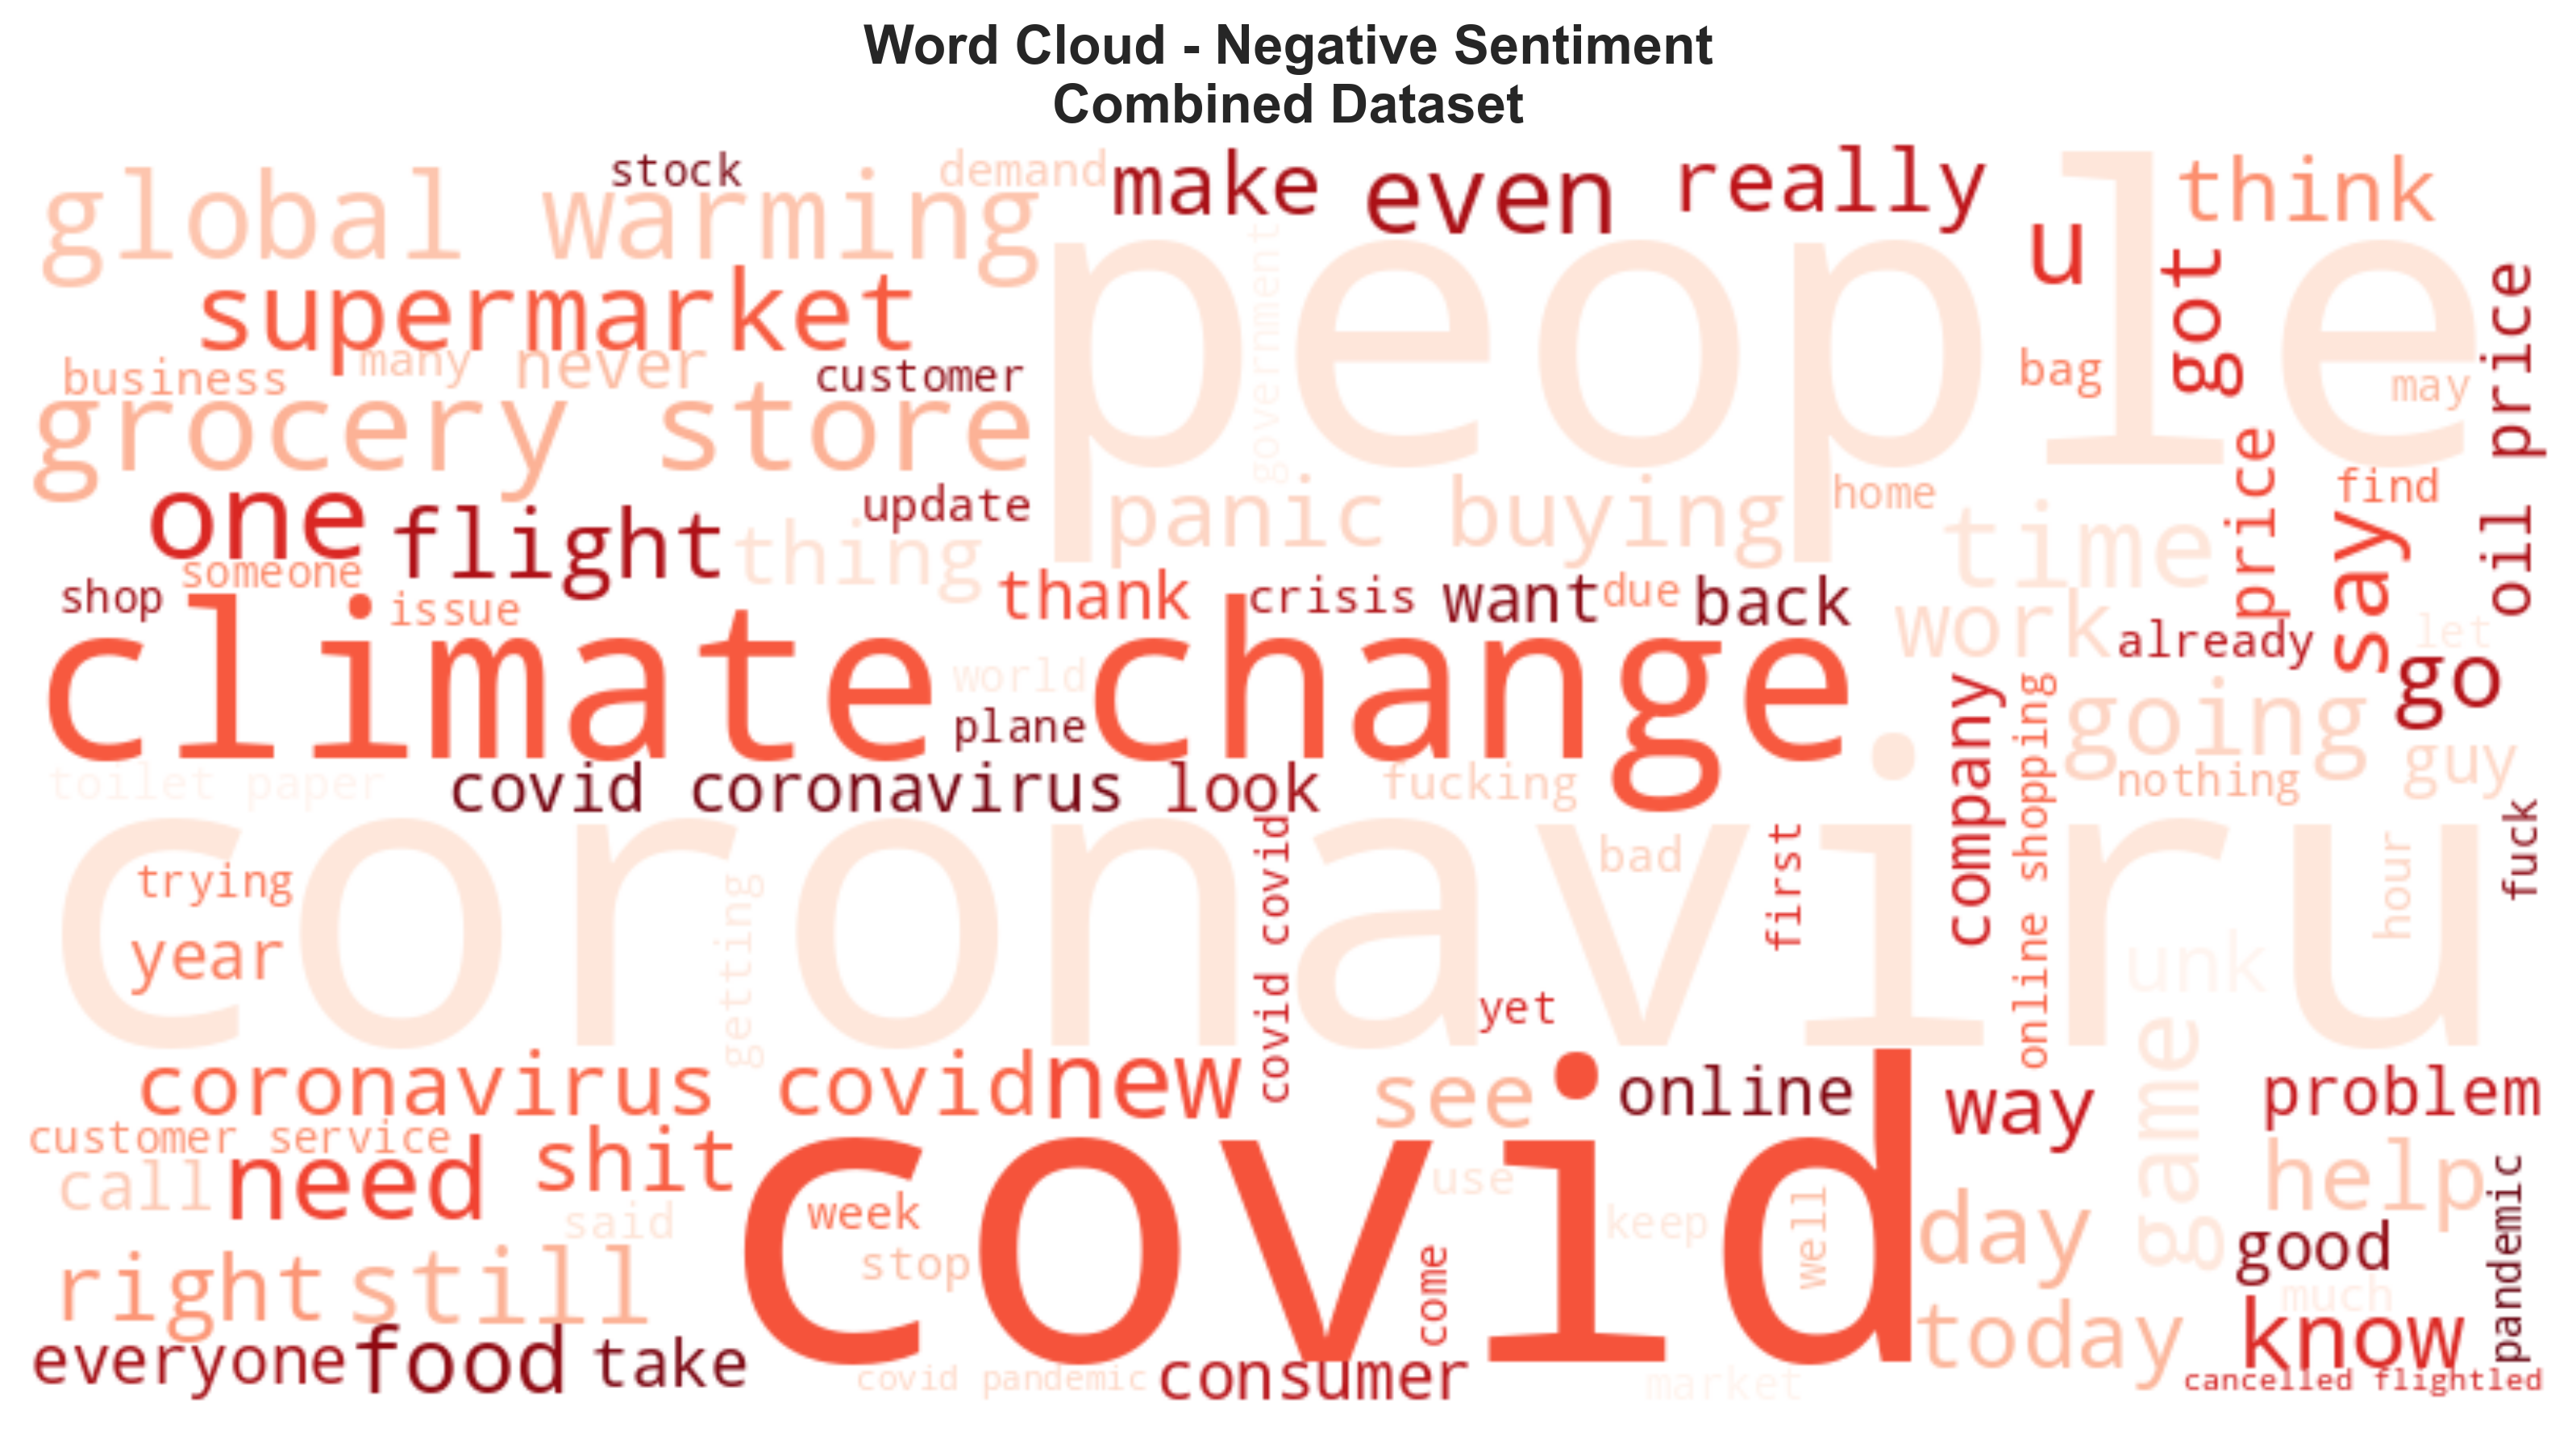 Word Cloud - Negative Sentiment
Combined Dataset
stock
demand
make
even
really
think
global warming
people
u
got
oil price
government
supermarket
business
many
never
customer
bag
may
grocery store
price
find
one
flight
update
thing
panic buying
home
time
say
someone
shop
issue
thank
crisis
want
due
back
work
already
let
climate change
world
plane
company
online shopping
going
go
guy
toilet paper
covid coronavirus
look
fucking
nothing
fuck
coronaviru
trying
year
getting
covid covid
bad
first
hour
unk
yet
coronavirus covid
new
see
online
way
game
problem
customer service
call
need
shit
covid
use
help
said
week
keep
well
day
pandemic
right
still
stop
come
good
much
everyone
food
take
today
know
covid pandemic
consumer
market
cancelled flightled